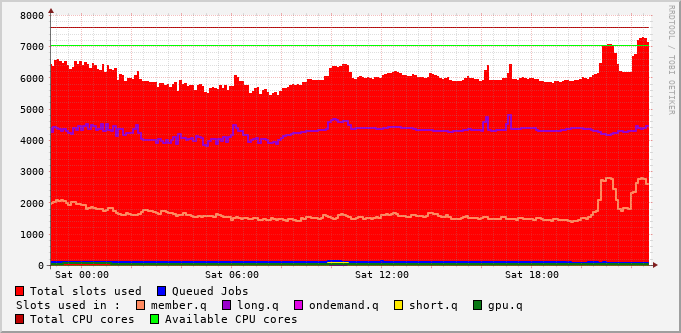 8000
7000
6000
5000
4000
3000
2000
1000
0
Sat 00:00 Sat 06:00 Sat 12:00 Sat 18:00
RRDTOOL / TOBI OETIKER
Total slots used Queued Jobs
Slots used in : member.q long.q ondemand.q short.q gpu.q
Total CPU cores Available CPU cores